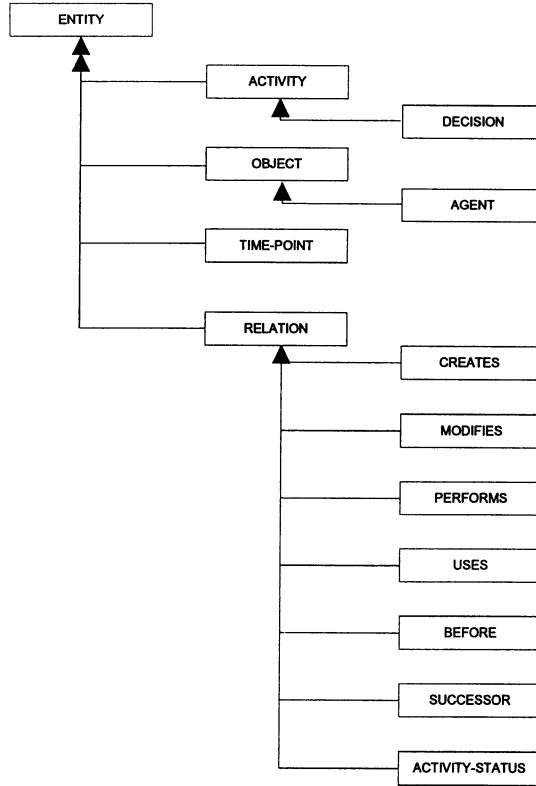 ENTITY
ACTIVITY
DECISION
OBJECT
AGENT
TIME-POINT
RELATION
CREATES
MODIFIES
PERFORMS
USES
BEFORE
SUCCESSOR
ACTIVITY-STATUS